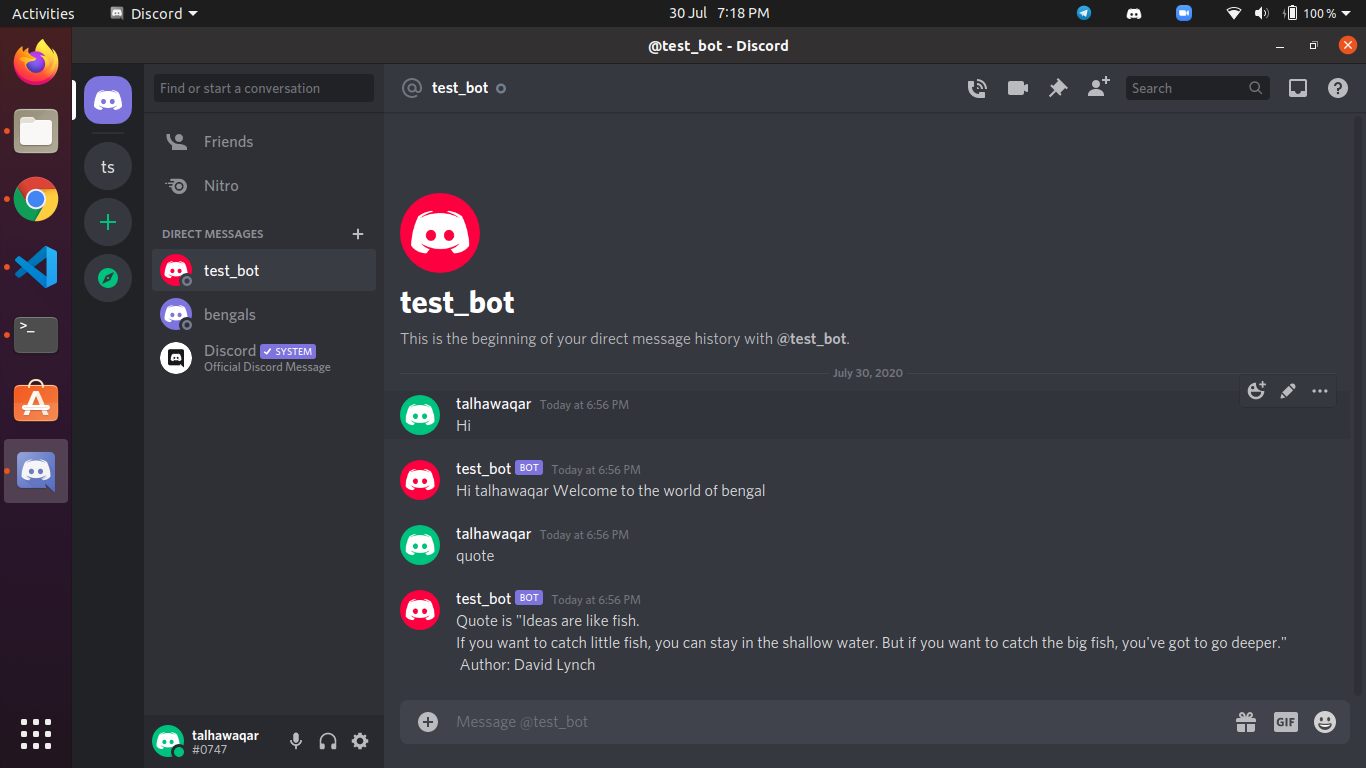 Activities
Discord
30 Jul 7:18 PM
100 %
@test_bot - Discord
Find or start a conversation
test_bot
Search
ts
Friends
Nitro
DIRECT MESSAGES
test_bot
bengals
Discord SYSTEM
Official Discord Message
test_bot
This is the beginning of your direct message history with @test_bot.
July 30, 2020
talhawaqar Today at 6:56 PM
Hi
test_bot BOT Today at 6:56 PM
Hi talhawaqar Welcome to the world of bengal
talhawaqar Today at 6:56 PM
quote
test_bot BOT Today at 6:56 PM
Quote is "Ideas are like fish.
If you want to catch little fish, you can stay in the shallow water. But if you want to catch the big fish, you've got to go deeper."
Author: David Lynch
Message @test_bot
GIF
talhawaqar
#0747